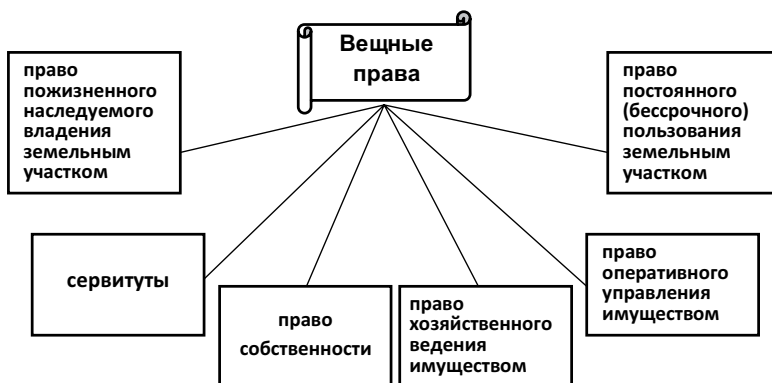 Вещные
права
право
пожизненного
наследуемого
владения
земельным
участком
право
постоянного
(бессрочного)
пользования
земельным
участком
сервитуты
право
собственности
право
хозяйственного
ведения
имуществом
право
оперативного
управления
имуществом